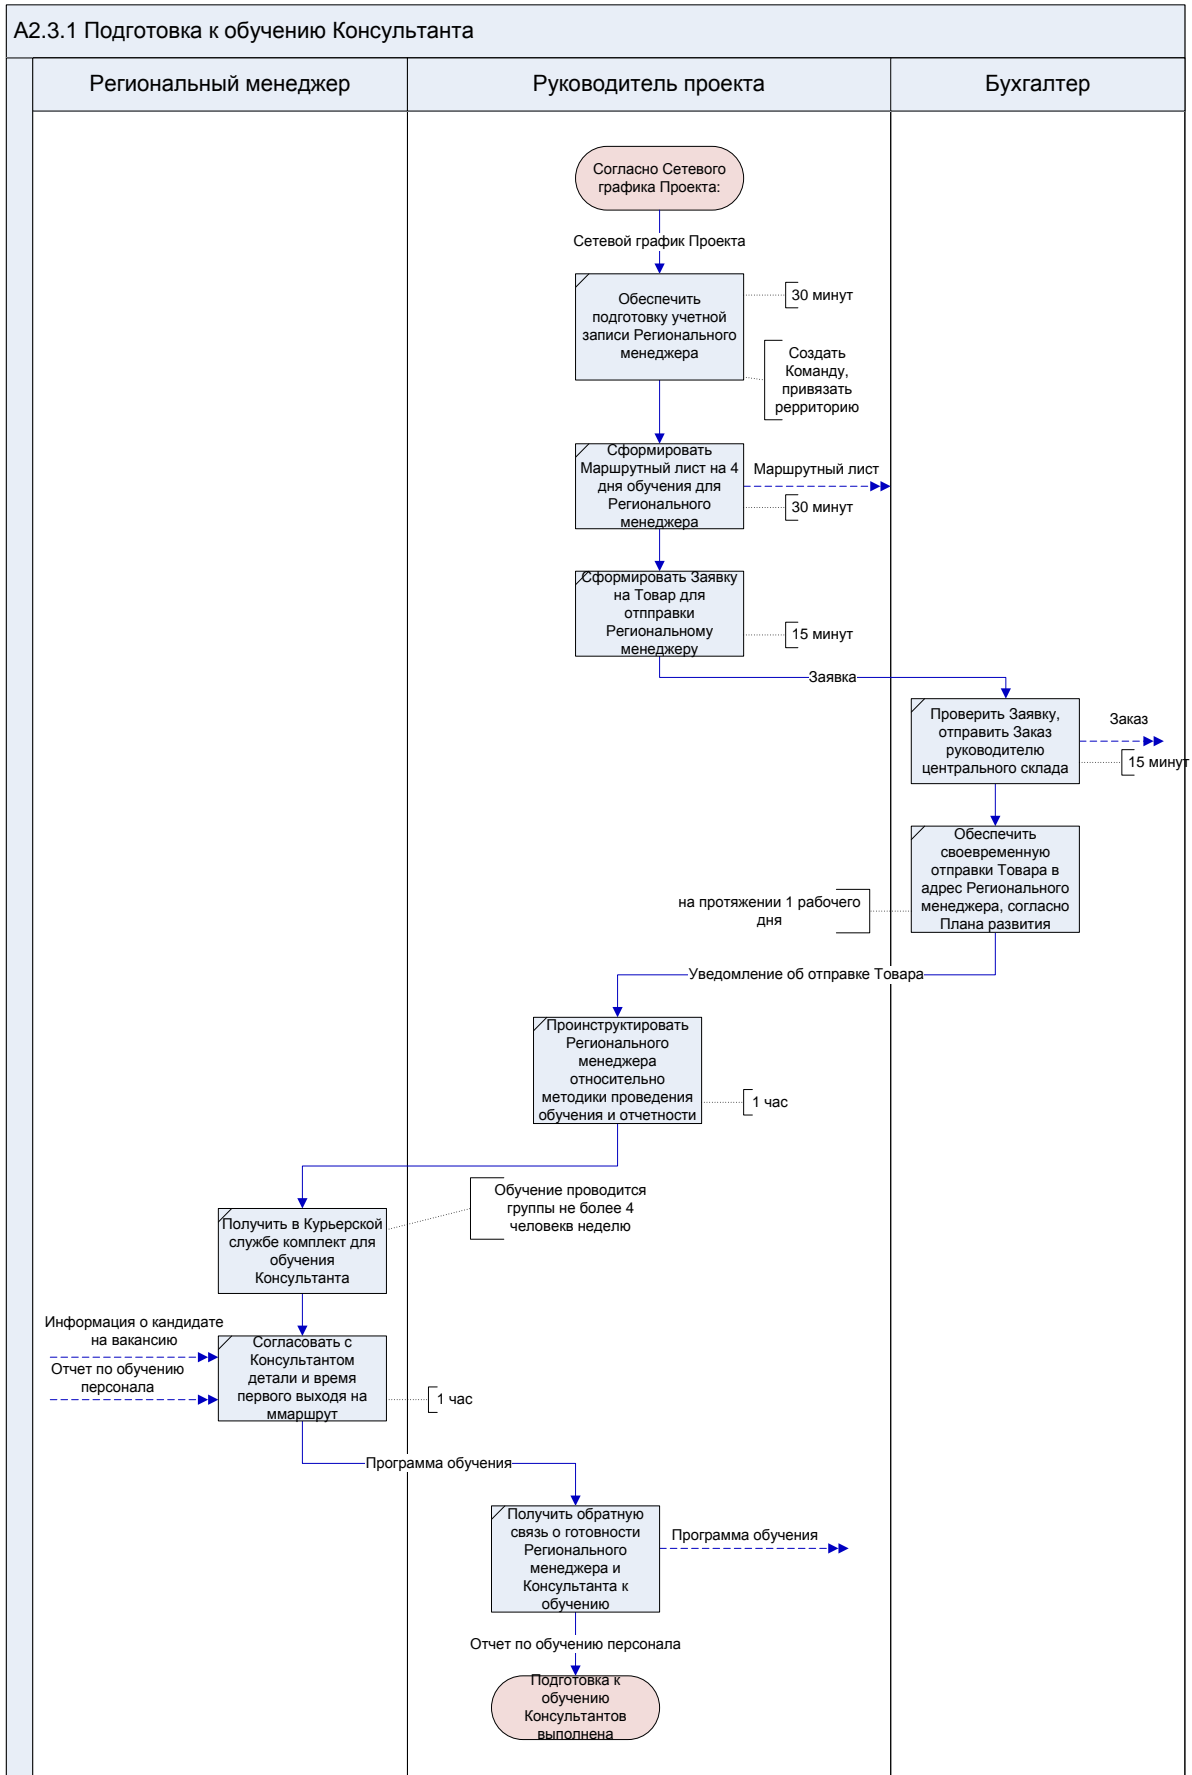 А2.3.1 Подготовка к обучению Консультанта
Региональный менеджер
Руководитель проекта
Бухгалтер
Согласно Сетевого
графика Проекта:
Сетевой график Проекта
Обеспечить
подготовку учетной
записи Регионального
менеджера
30 минут
Создать
Команду,
привязать
рерриторию
Сформировать
Маршрутный лист на 4
дня обучения для
Регионального
менеджера
Маршрутный лист
30 минут
Сформировать Заявку
на Товар для
отпправки
Региональному
менеджеру
15 минут
Заявка
Проверить Заявку,
отправить Заказ
руководителю
центрального склада
Заказ
15 минут
Обеспечить
своевременную
отправки Товара в
адрес Регионального
менеджера, согласно
Плана развития
на протяжении 1 рабочего
дня
Уведомление об отправке Товара
Проинструктировать
Регионального
менеджера
относительно
методики проведения
обучения и отчетности
1 час
Обучение проводится
группы не более 4
человекв неделю
Получить в Курьерской
службе комплект для
обучения
Консультанта
Информация о кандидате
на вакансию
Отчет по обучению
персонала
Согласовать с
Консультантом
детали и время
первого выходя на
ммаршрут
1 час
Программа обучения
Получить обратную
связь о готовности
Регионального
менеджера и
Консультанта к
обучению
Программа обучения
Отчет по обучению персонала
Подготовка к
обучению
Консультантов
выполнена